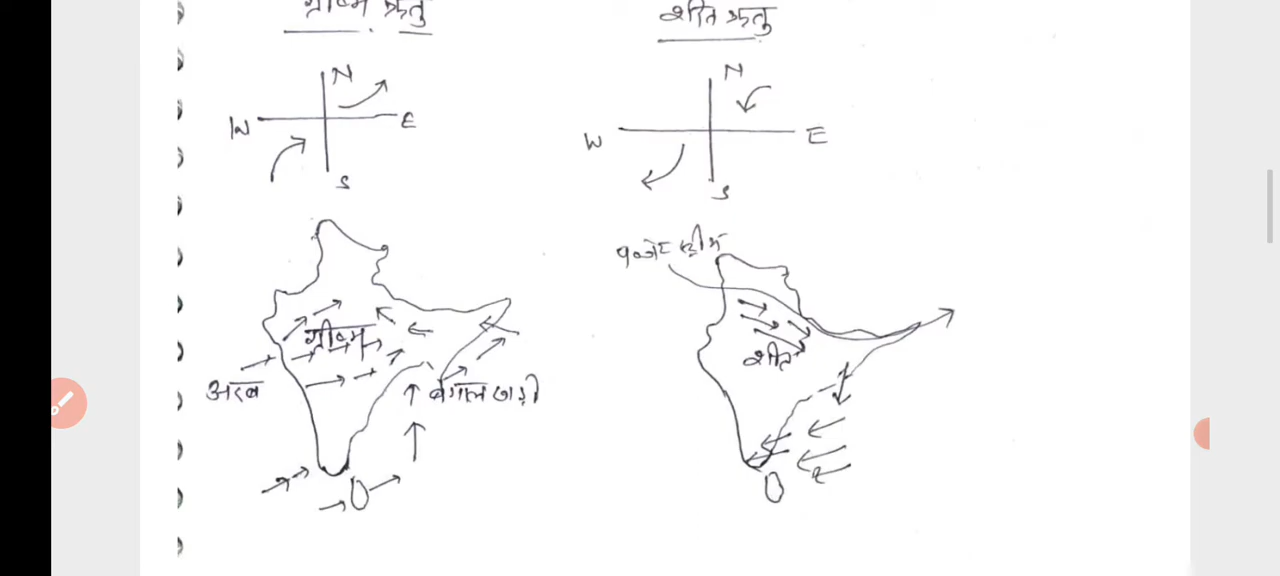 ग्रीष्म ऋतु
शीत ऋतु
N
W E
S
N
W E
S
ग्रीष्म
अरब
बंगाल खाड़ी
शीत